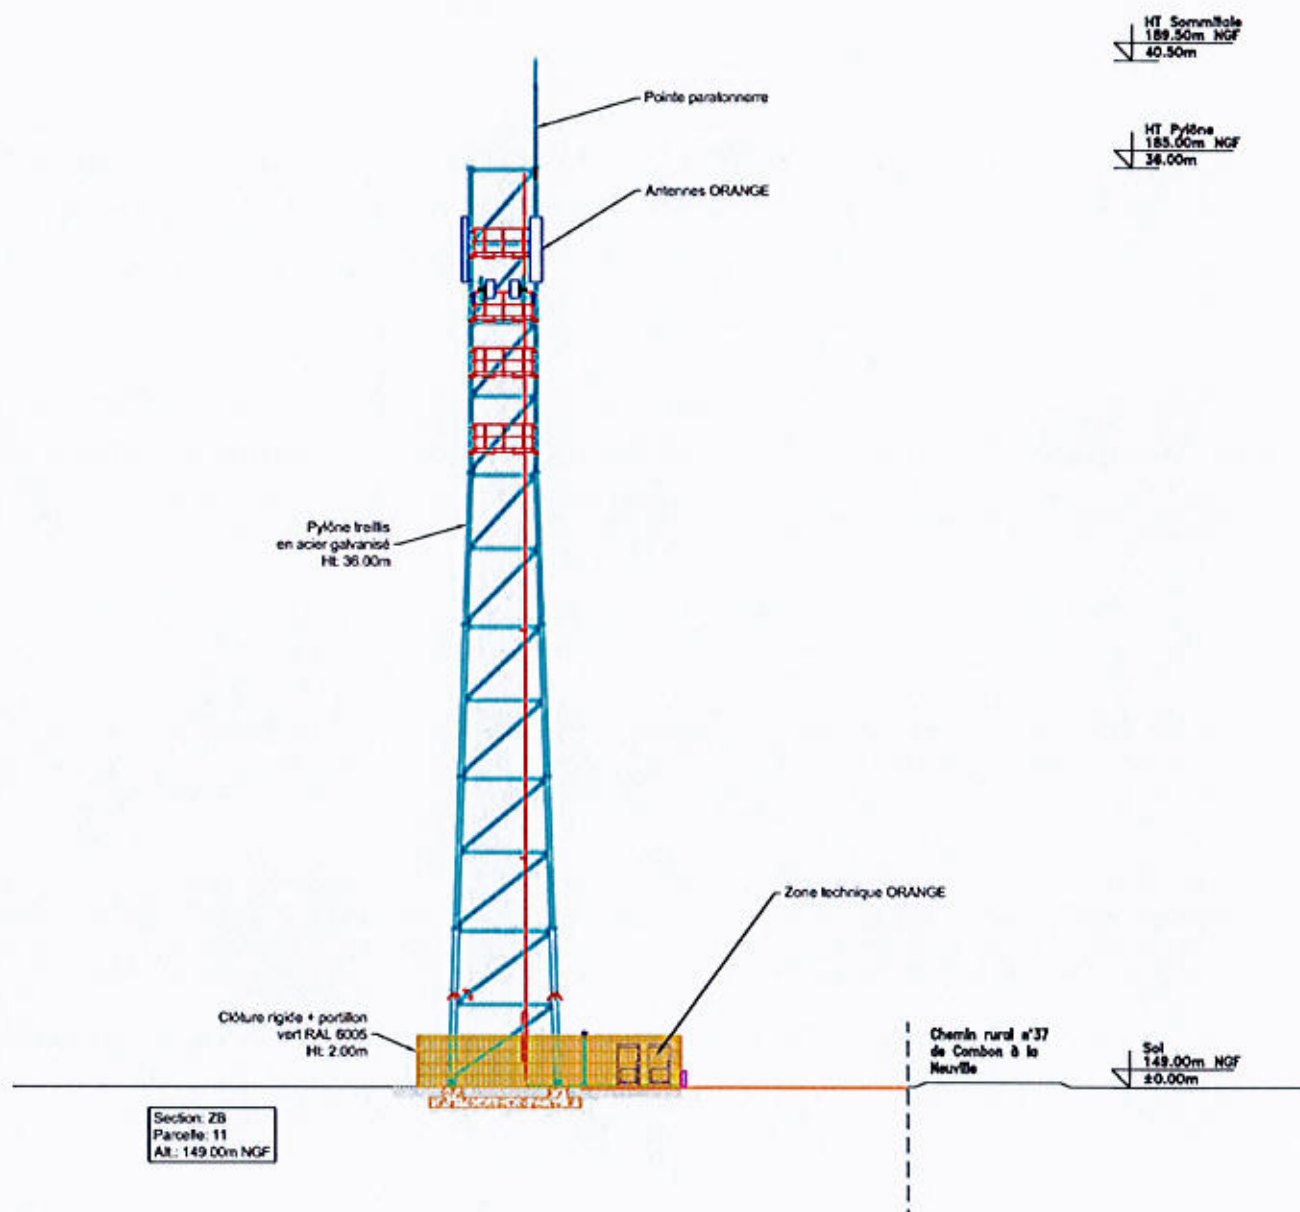 HT Sommitale
189.50m NGF
40.50m
Pointe paratonnerre
HT Pylône
185.00m NGF
36.00m
Antennes ORANGE
Pylône treillis
en acier galvanisé
Ht: 36.00m
Zone technique ORANGE
Clôture rigide + portillon
vert RAL 6005
Ht: 2.00m
Chemin rural n°37
de Combon à la
Neuville
Sol
149.00m NGF
±0.00m
Section: ZB
Parcelle: 11
Alt.: 149.00m NGF